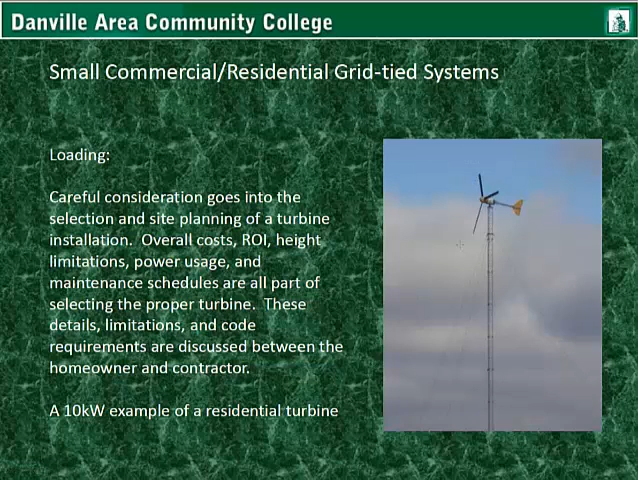 Danville Area Community College
Small Commercial/Residential Grid-tied Systems
Loading:
Careful consideration goes into the
selection and site planning of a turbine
installation.  Overall costs, ROI, height
limitations, power usage, and
maintenance schedules are all part of
selecting the proper turbine.  These
details, limitations, and code
requirements are discussed between the
homeowner and contractor.
A 10kW example of a residential turbine